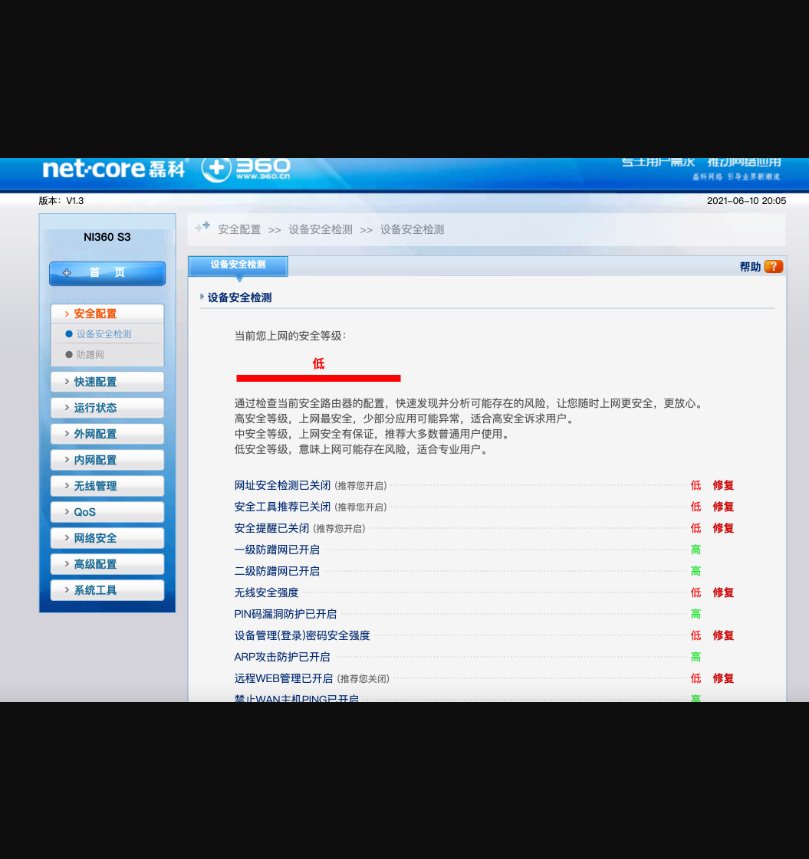 net-core 磊科 360
www.360.cn
磊科网络 引导业界新潮流
版本: V1.3
2021-06-10 20:05
NI360 S3
首 页
安全配置
设备安全检测
防蹭网
快速配置
运行状态
外网配置
内网配置
无线管理
QoS
网络安全
高级配置
系统工具
安全配置 >> 设备安全检测 >> 设备安全检测
设备安全检测
帮助 ?
设备安全检测
当前您上网的安全等级:
低
通过检查当前安全路由器的配置，快速发现并分析可能存在的风险，让您随时上网更安全，更放心。
高安全等级，上网最安全，少部分应用可能异常，适合高安全诉求用户。
中安全等级，上网安全有保证，推荐大多数普通用户使用。
低安全等级，意味上网可能存在风险，适合专业用户。
网址安全检测已关闭 (推荐您开启) 低 修复
安全工具推荐已关闭 (推荐您开启) 低 修复
安全提醒已关闭 (推荐您开启) 低 修复
一级防蹭网已开启 高
二级防蹭网已开启 高
无线安全强度 低 修复
PIN码漏洞防护已开启 高
设备管理(登录)密码安全强度 低 修复
ARP攻击防护已开启 高
远程WEB管理已开启 (推荐您关闭) 低 修复
禁止WAN主机PING已开启 高